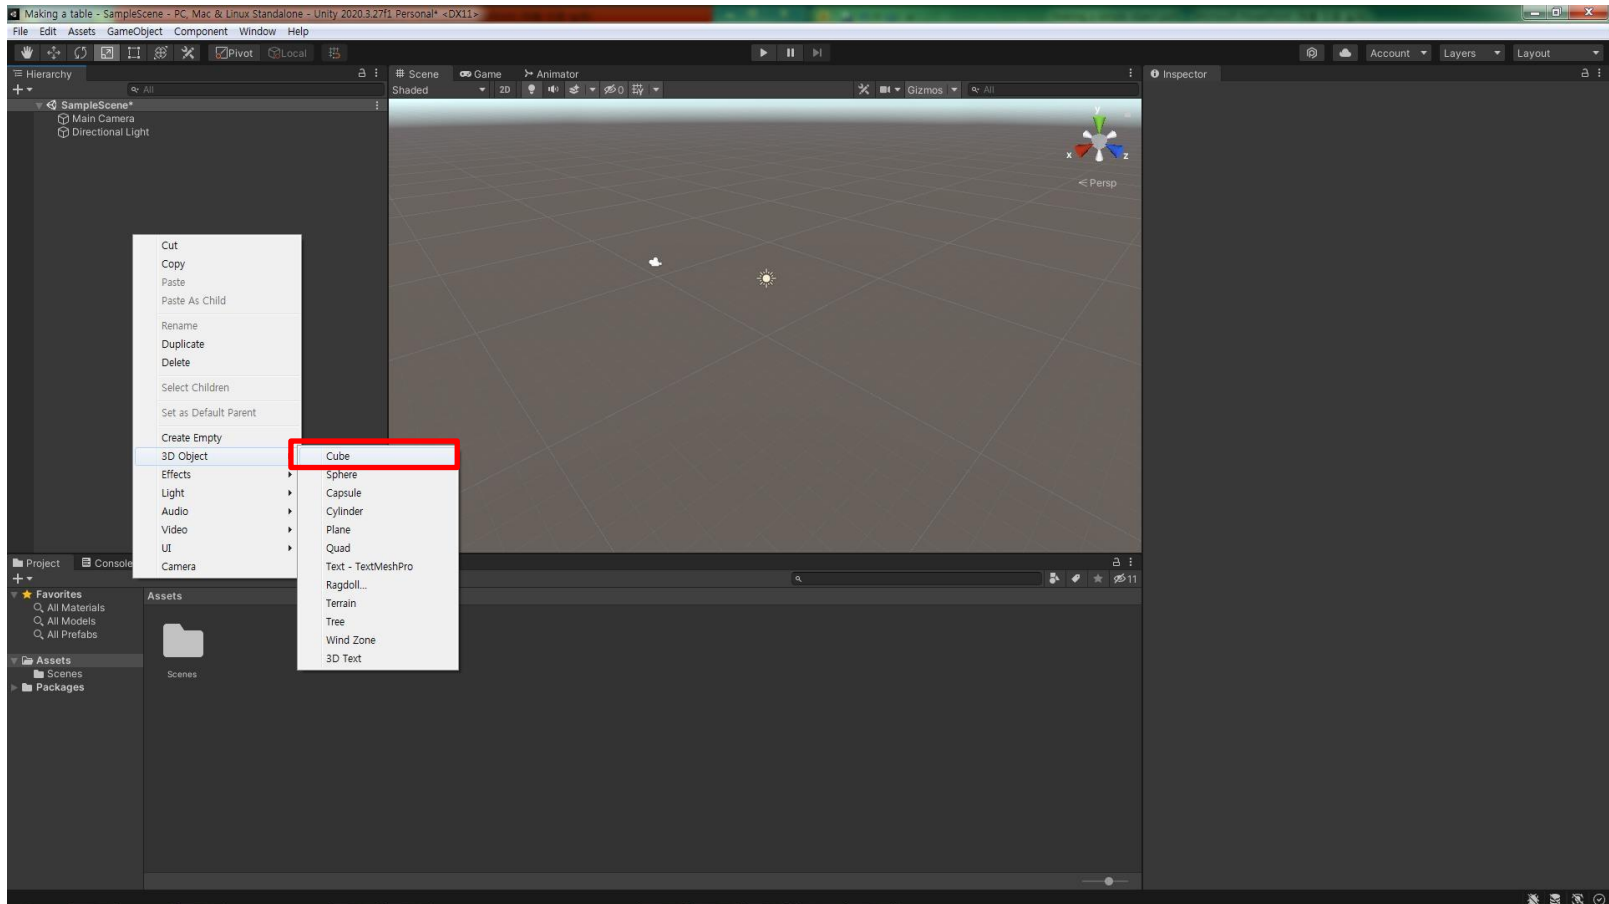 Making a table - SampleScene - PC, Mac & Linux Standalone - Unity 2020.3.27f1 Personal* <DX11>
File Edit Assets GameObject Component Window Help
Pivot Local Account Layers Layout
Hierarchy
All
SampleScene*
Main Camera
Directional Light
Scene Game Animator
Shaded 2D 0 Gizmos All
y
x z
Persp
Inspector
Cut
Copy
Paste
Paste As Child
Rename
Duplicate
Delete
Select Children
Set as Default Parent
Create Empty
3D Object
Effects
Light
Audio
Video
UI
Camera
Cube
Sphere
Capsule
Cylinder
Plane
Quad
Text - TextMeshPro
Ragdoll...
Terrain
Tree
Wind Zone
3D Text
Project Console
11
Favorites
All Materials
All Models
All Prefabs
Assets
Scenes
Packages
Assets
Scenes